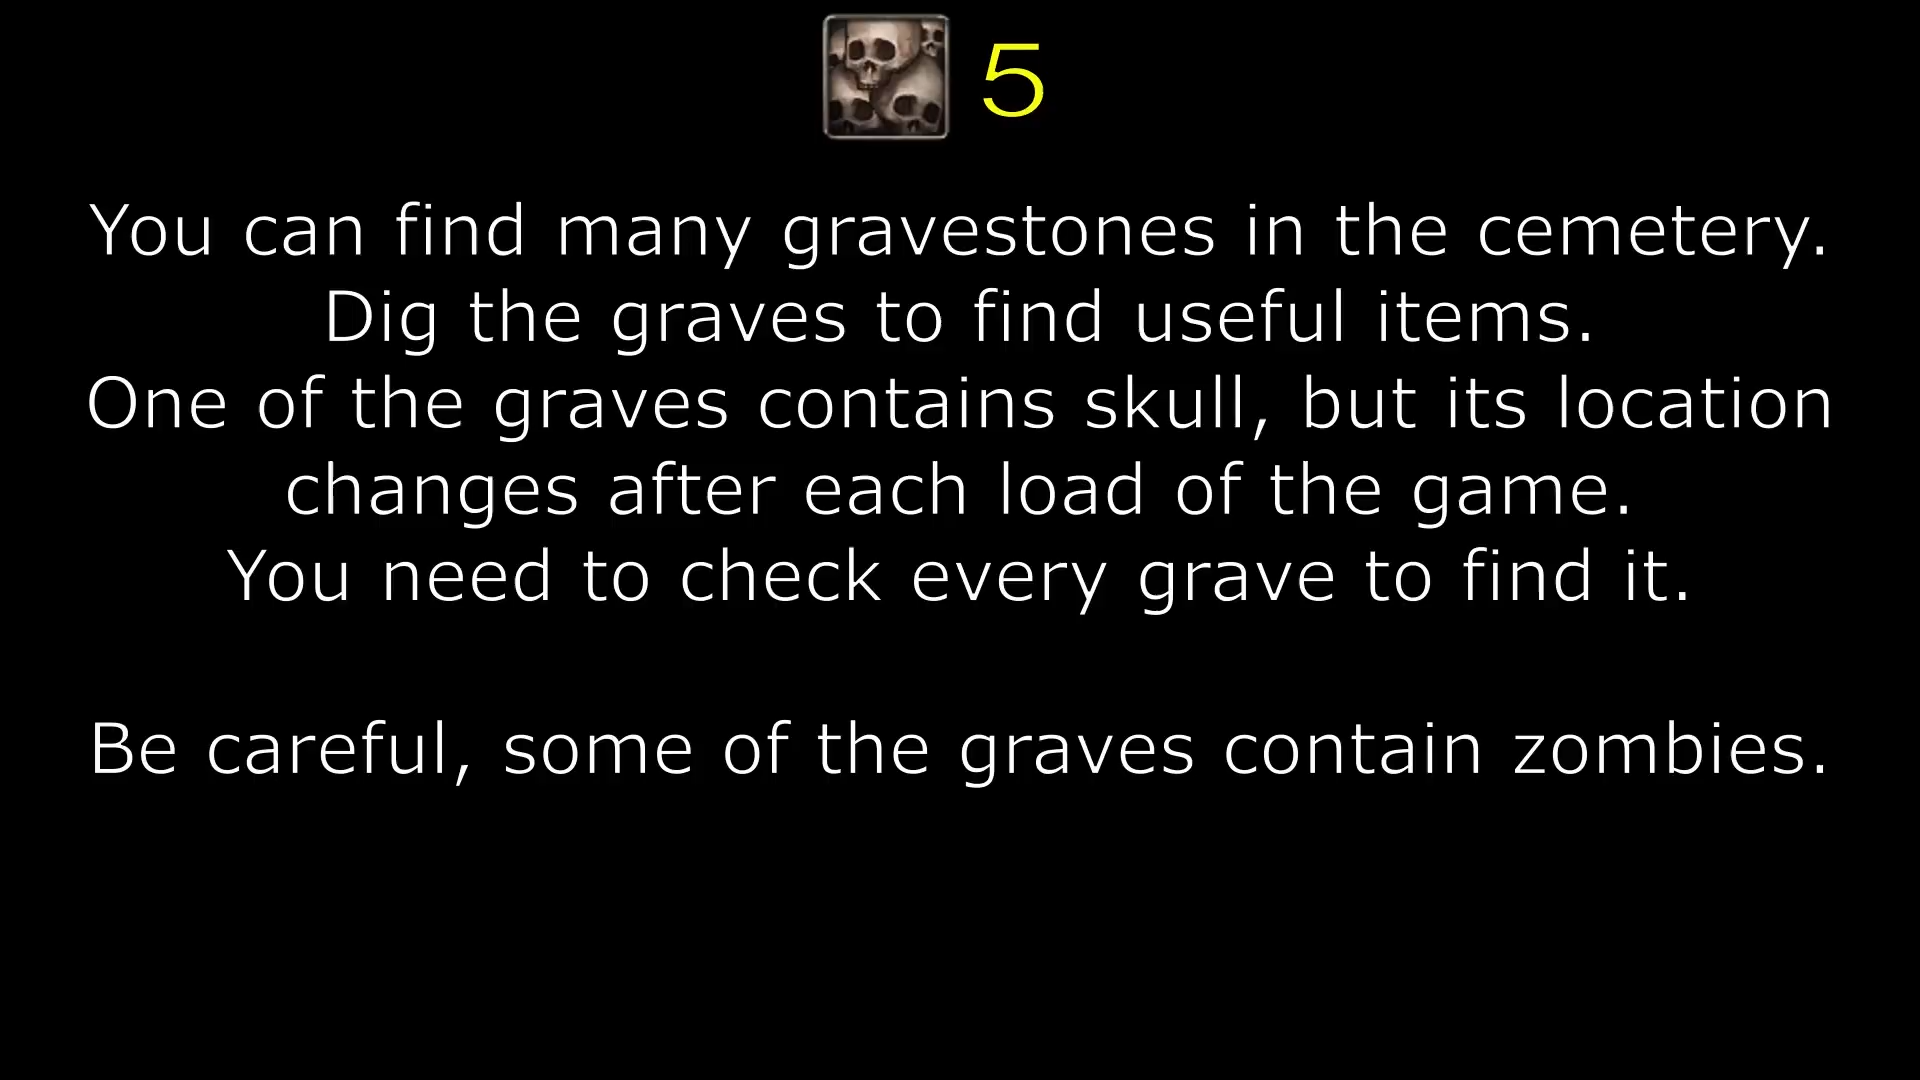 5
You can find many gravestones in the cemetery.
Dig the graves to find useful items.
One of the graves contains skull, but its location
changes after each load of the game.
You need to check every grave to find it.
Be careful, some of the graves contain zombies.